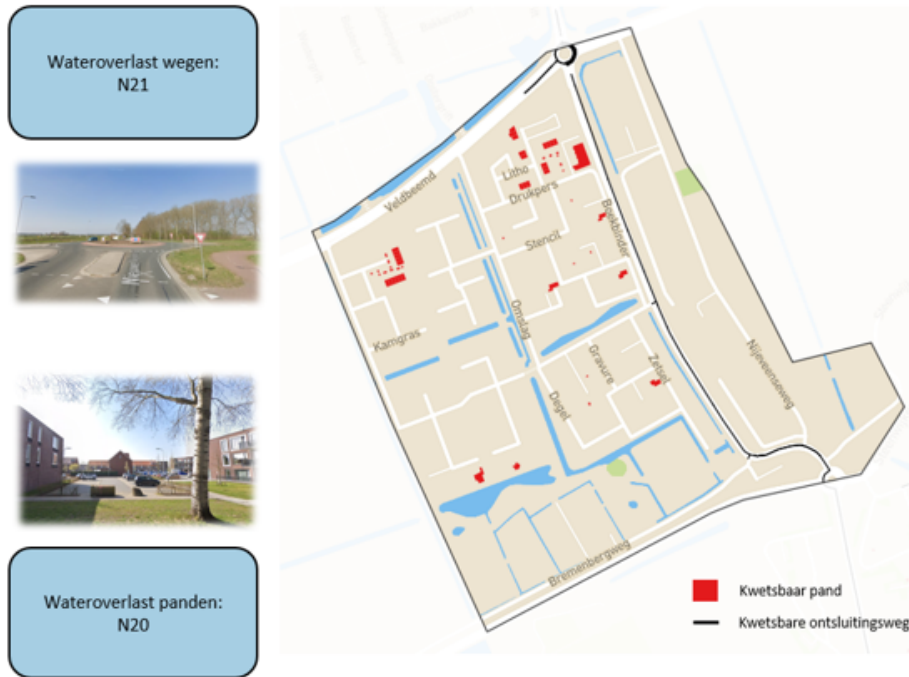 Wateroverlast wegen:
N21
Veldbeemd
Litho
Drukpers
Boekbinder
Stencil
Omslag
Kamgras
Gravure
Zetsel
Degel
Nijeveenseweg
Bremenbergweg
Wateroverlast panden:
N20
Kwetsbaar pand
Kwetsbare ontsluitingsweg